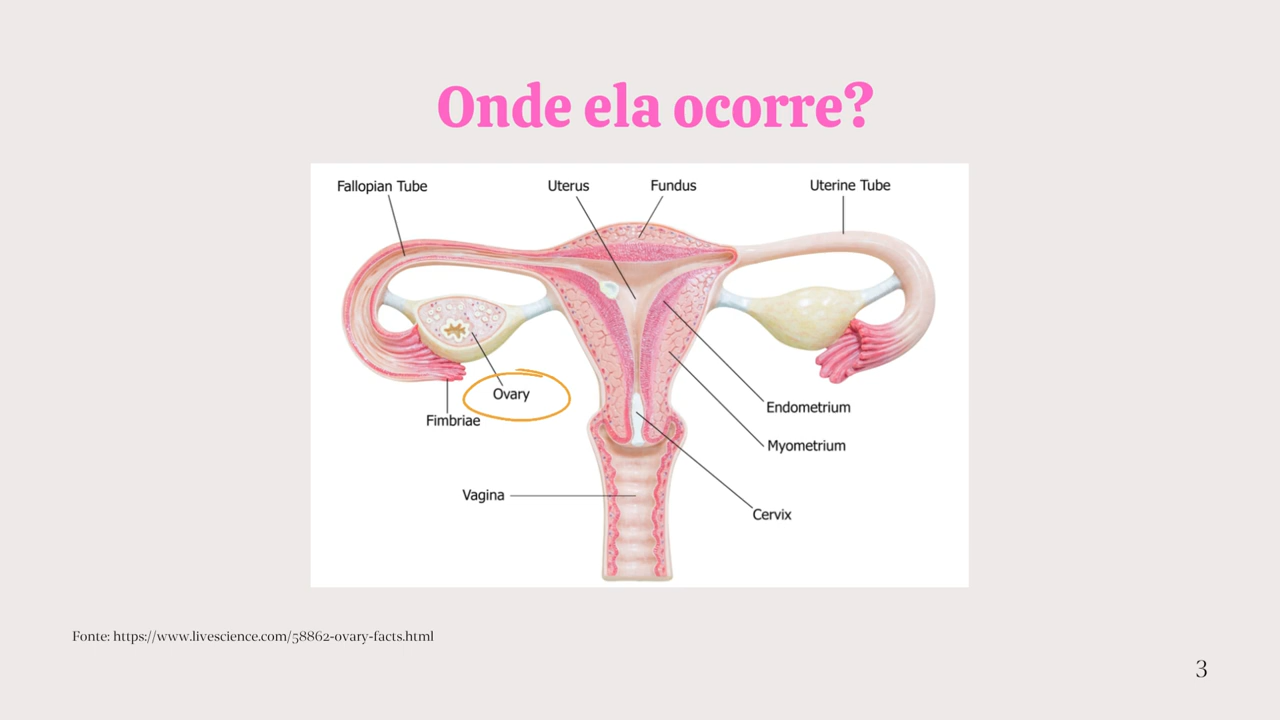 Onde ela ocorre?
Fallopian Tube
Uterus
Fundus
Uterine Tube
Ovary
Fimbriae
Endometrium
Myometrium
Vagina
Cervix
Fonte: https://www.livescience.com/58862-ovary-facts.html
3